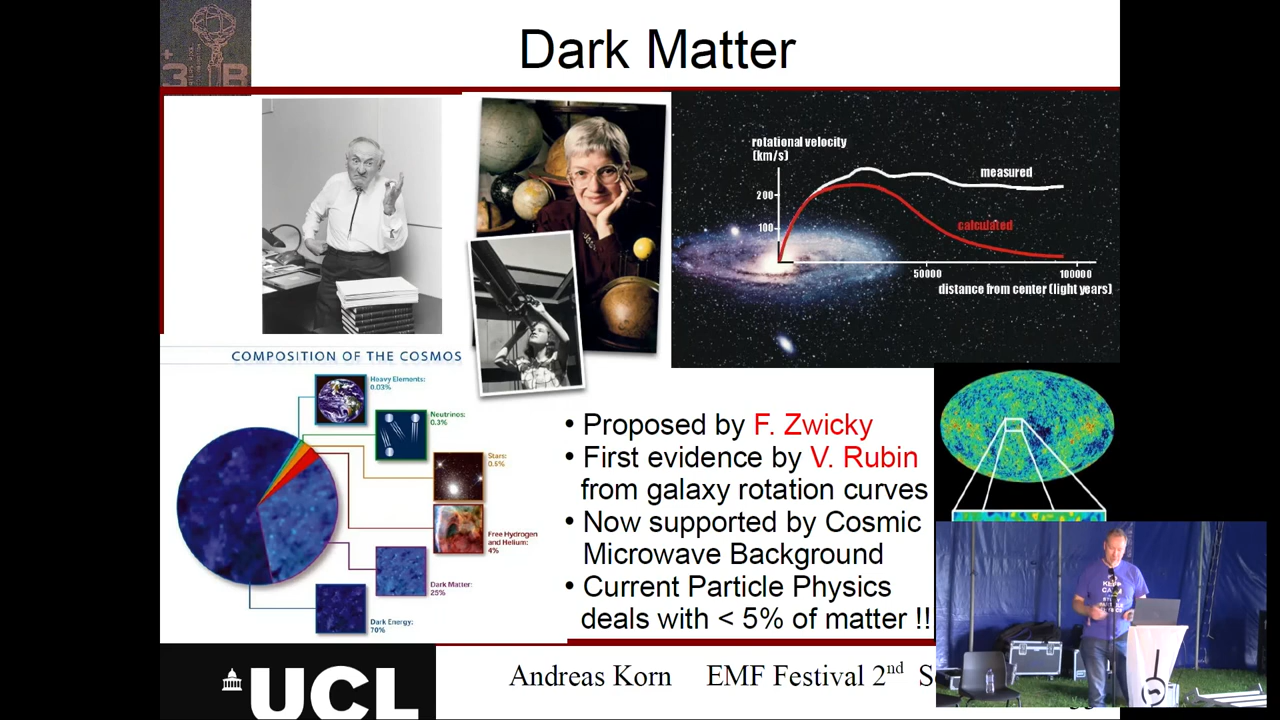 Dark Matter
+
3
B
rotational velocity
(km/s)
measured
200
calculated
100
50000
100000
distance from center (light years)
COMPOSITION OF THE COSMOS
Heavy Elements:
0.03%
Neutrinos:
0.3%
Stars:
0.5%
Free Hydrogen
and Helium:
4%
Dark Matter:
25%
Dark Energy:
70%
• Proposed by F. Zwicky
• First evidence by V. Rubin
from galaxy rotation curves
• Now supported by Cosmic
Microwave Background
• Current Particle Physics
deals with < 5% of matter !!
UCL
Andreas Korn EMF Festival 2nd S